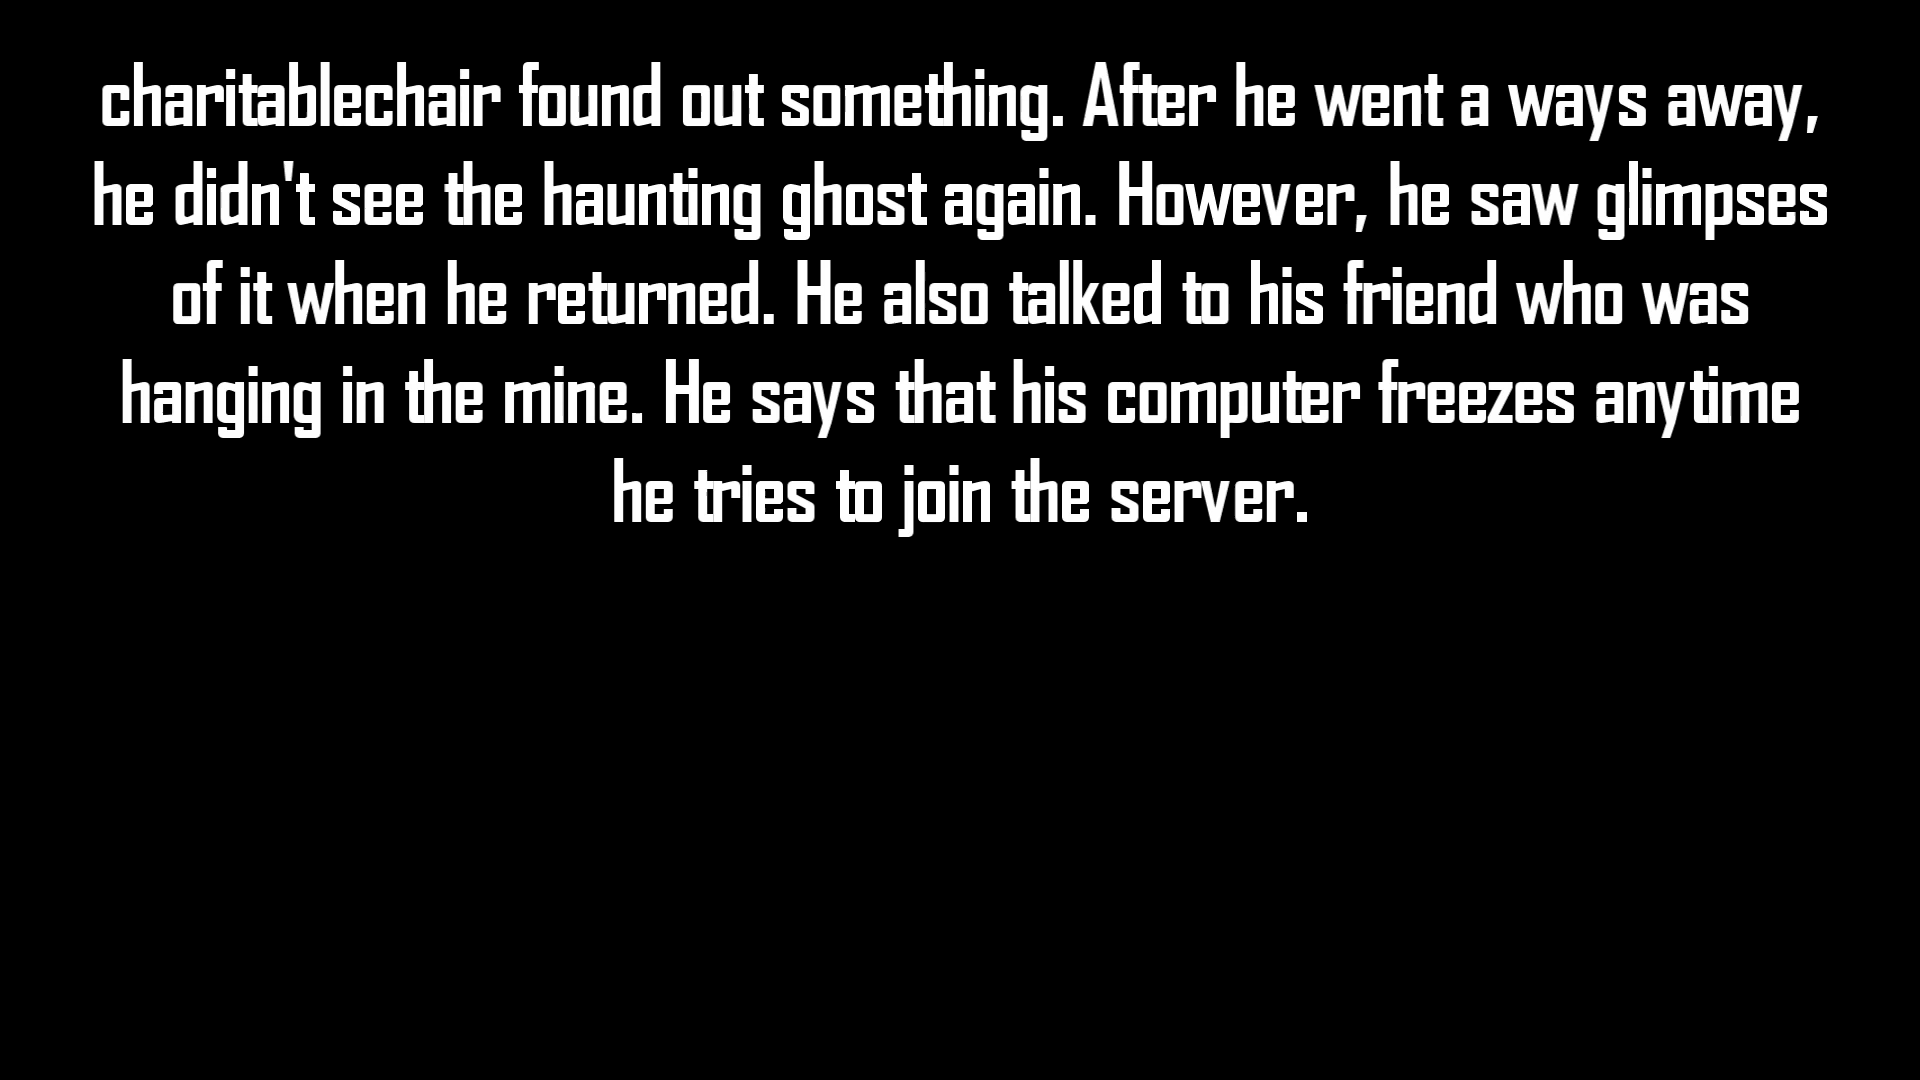 charitablechair found out something. After he went a ways away,
he didn't see the haunting ghost again. However, he saw glimpses
of it when he returned. He also talked to his friend who was
hanging in the mine. He says that his computer freezes anytime
he tries to join the server.